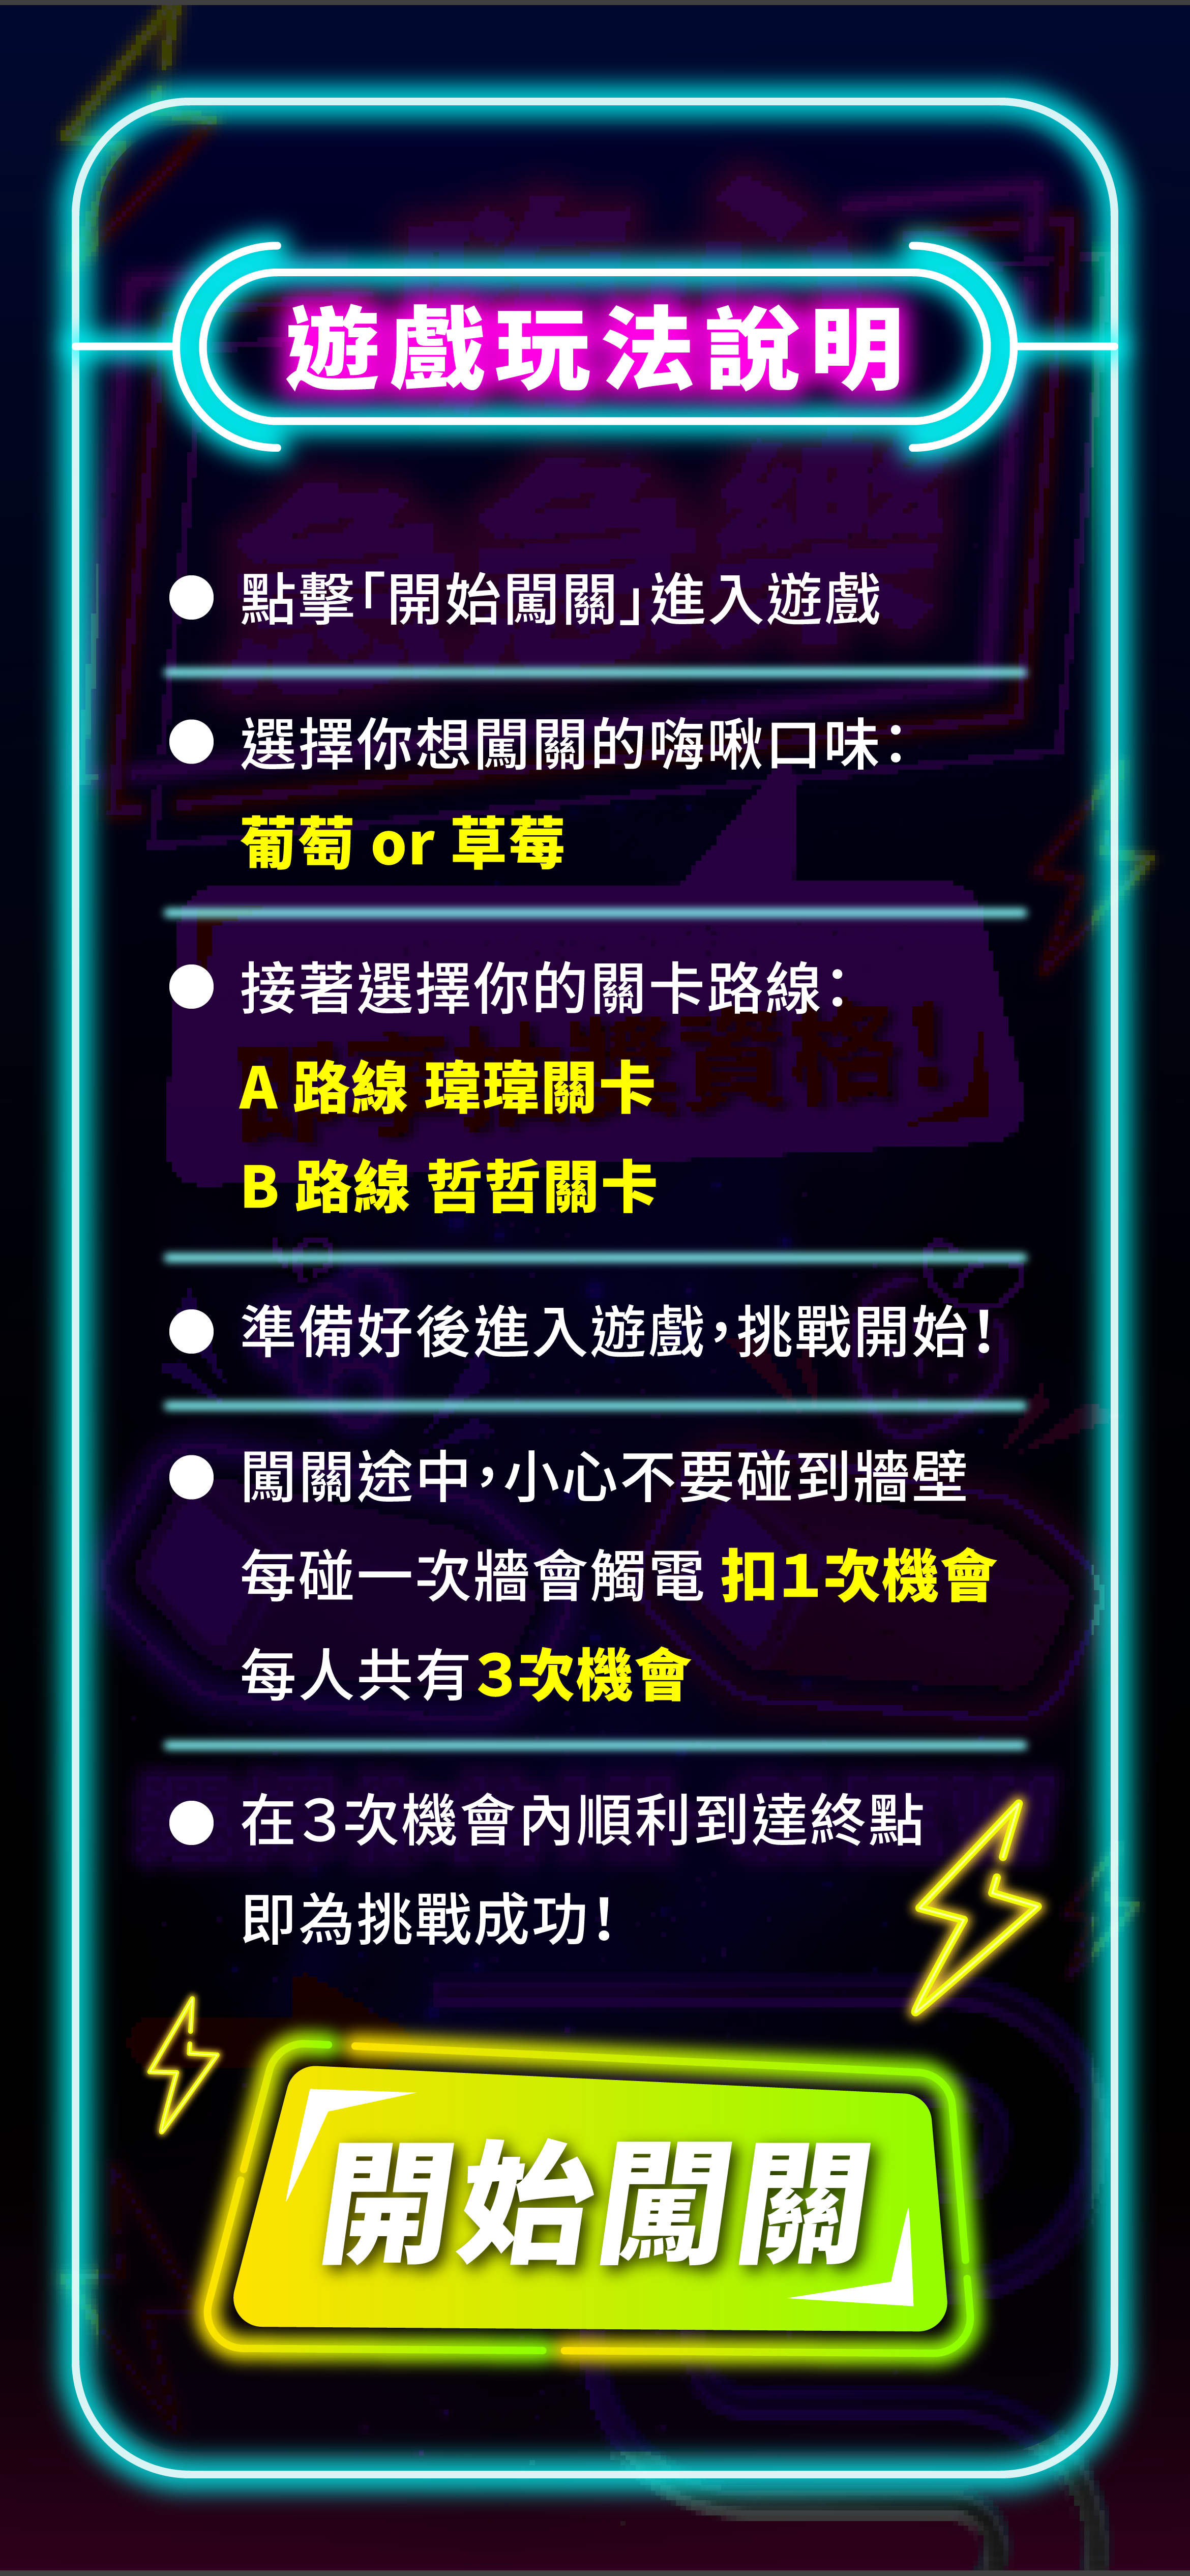 遊戲玩法說明
● 點擊「開始闖關」進入遊戲
● 選擇你想闖關的嗨啾口味：
葡萄 or 草莓
● 接著選擇你的關卡路線：
A 路線 瑋瑋關卡
B 路線 哲哲關卡
● 準備好後進入遊戲，挑戰開始！
● 闖關途中，小心不要碰到牆壁
每碰一次牆會觸電 扣1次機會
每人共有3次機會
● 在3次機會內順利到達終點
即為挑戰成功！
開始闖關